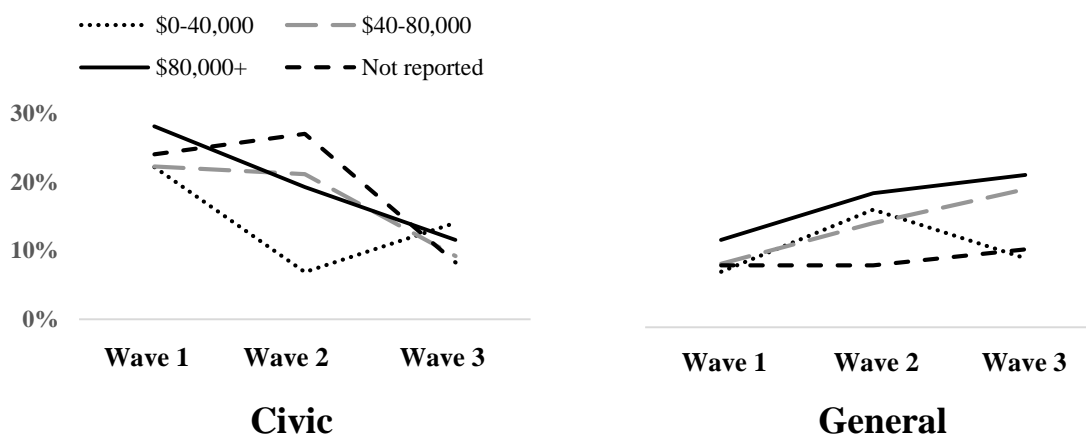 $0-40,000 $40-80,000
$80,000+ Not reported
30%
20%
10%
0%
Wave 1 Wave 2 Wave 3
Wave 1 Wave 2 Wave 3
Civic
General